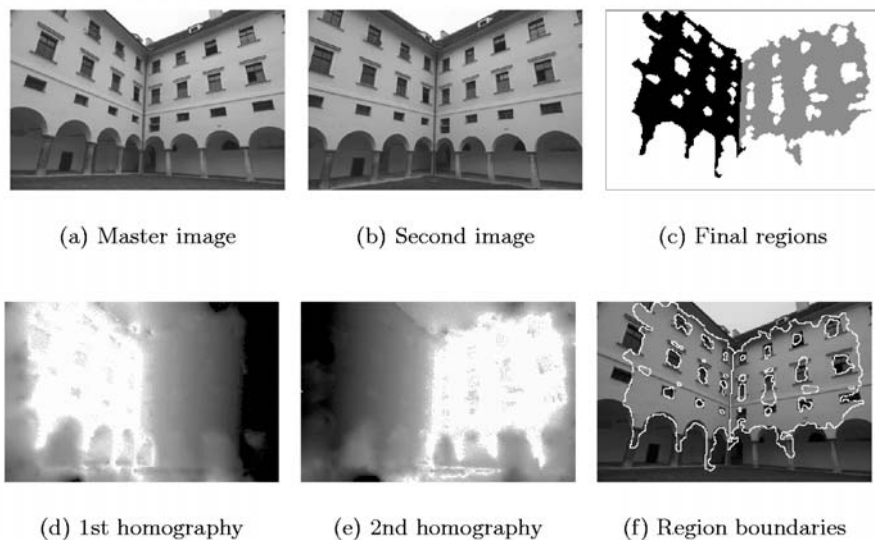 (a) Master image
(b) Second image
(c) Final regions
(d) 1st homography
(e) 2nd homography
(f) Region boundaries